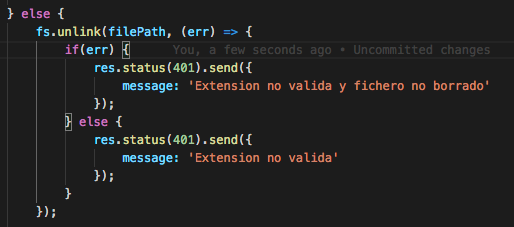 } else {
fs.unlink(filePath, (err) => {
if(err) { You, a few seconds ago • Uncommitted changes
res.status(401).send({
message: 'Extension no valida y fichero no borrado'
});
} else {
res.status(401).send({
message: 'Extension no valida'
});
}
});